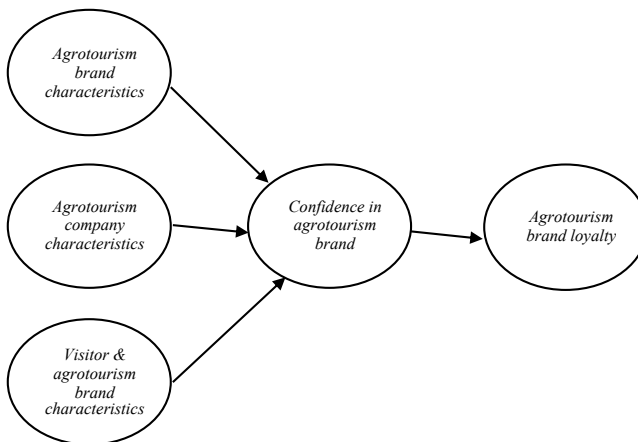 Agrotourism
brand
characteristics
Agrotourism
company
characteristics
Confidence in
agrotourism
brand
Agrotourism
brand loyalty
Visitor &
agrotourism
brand
characteristics